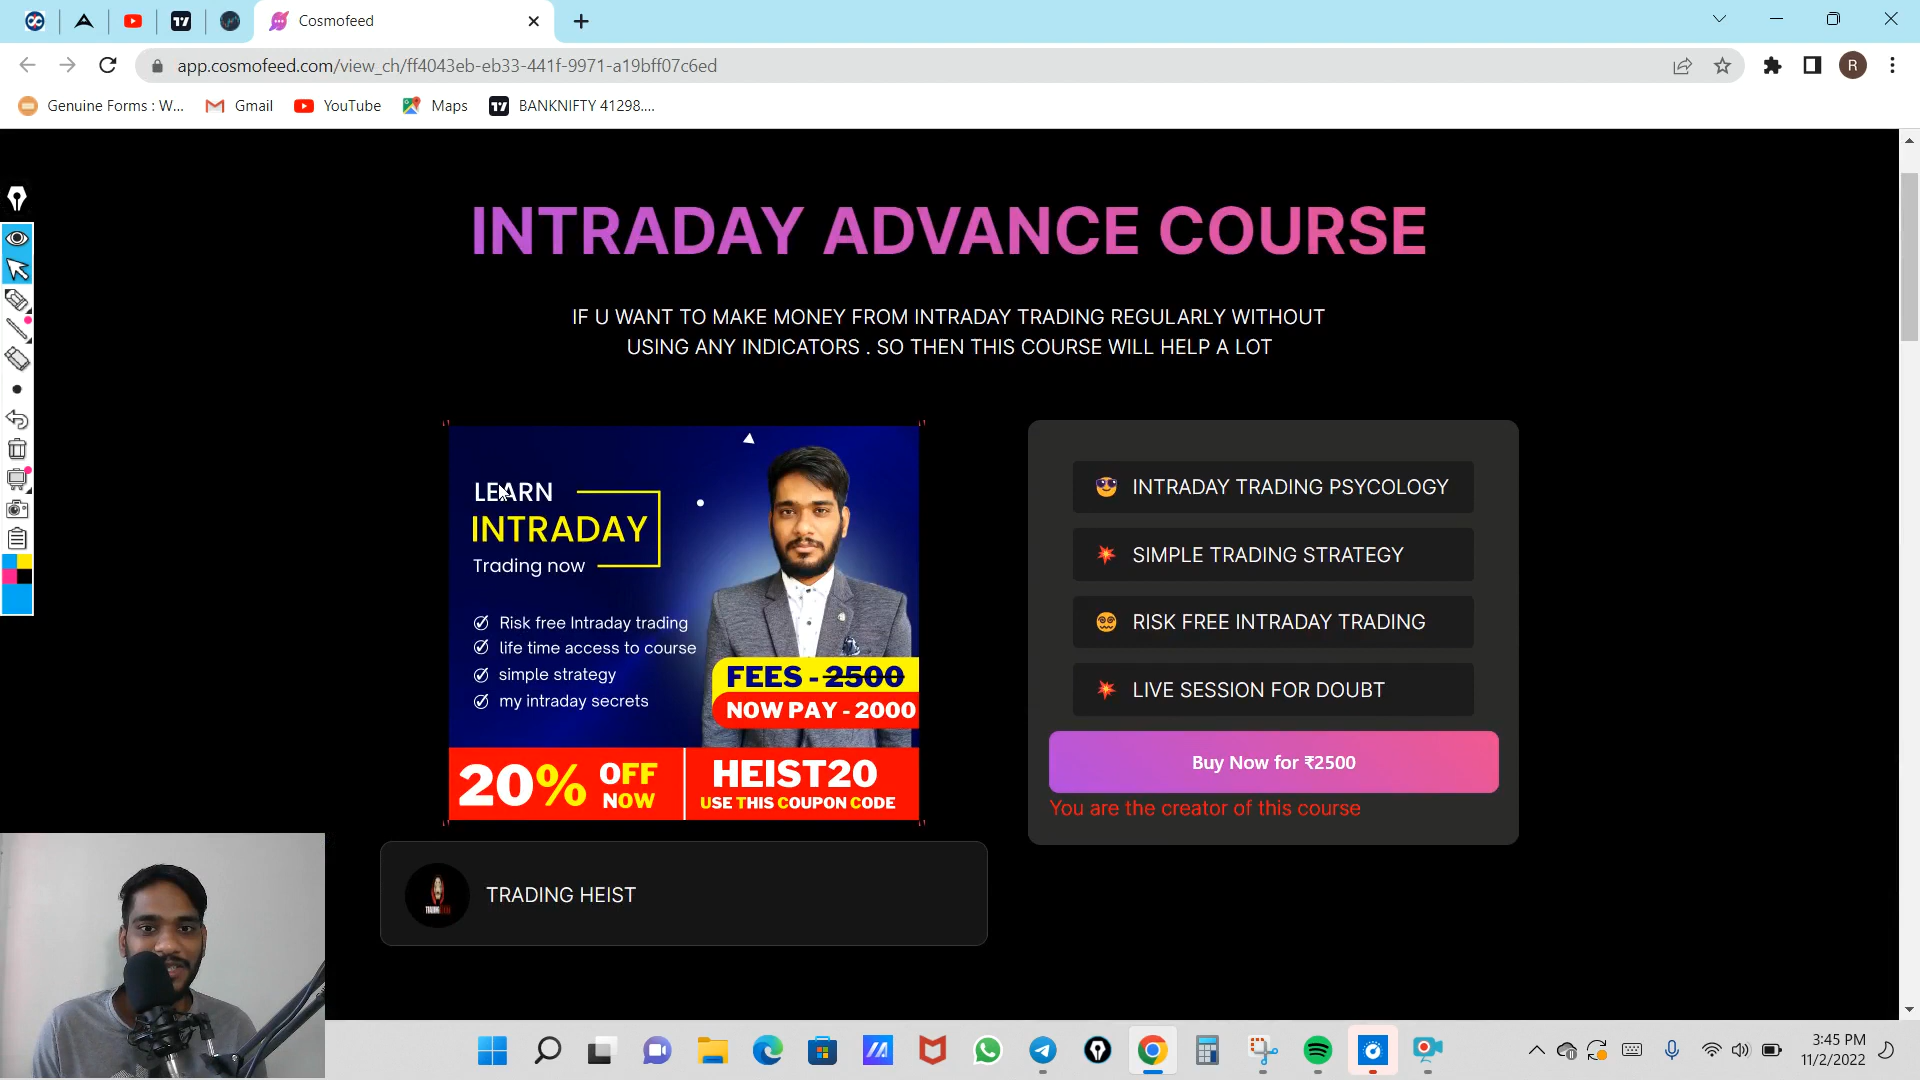 Cosmofeed
app.cosmofeed.com/view_ch/ff4043eb-eb33-441f-9971-a19bff07c6ed
R
Genuine Forms : W...
Gmail
YouTube
Maps
BANKNIFTY 41298....
INTRADAY ADVANCE COURSE
IF U WANT TO MAKE MONEY FROM INTRADAY TRADING REGULARLY WITHOUT
USING ANY INDICATORS . SO THEN THIS COURSE WILL HELP A LOT
LEARN
INTRADAY
Trading now
Risk free Intraday trading
life time access to course
simple strategy
my intraday secrets
FEES - 2500
NOW PAY - 2000
20% OFF NOW
HEIST20
USE THIS COUPON CODE
INTRADAY TRADING PSYCOLOGY
SIMPLE TRADING STRATEGY
RISK FREE INTRADAY TRADING
LIVE SESSION FOR DOUBT
Buy Now for ₹2500
You are the creator of this course
TRADING HEIST
3:45 PM
11/2/2022